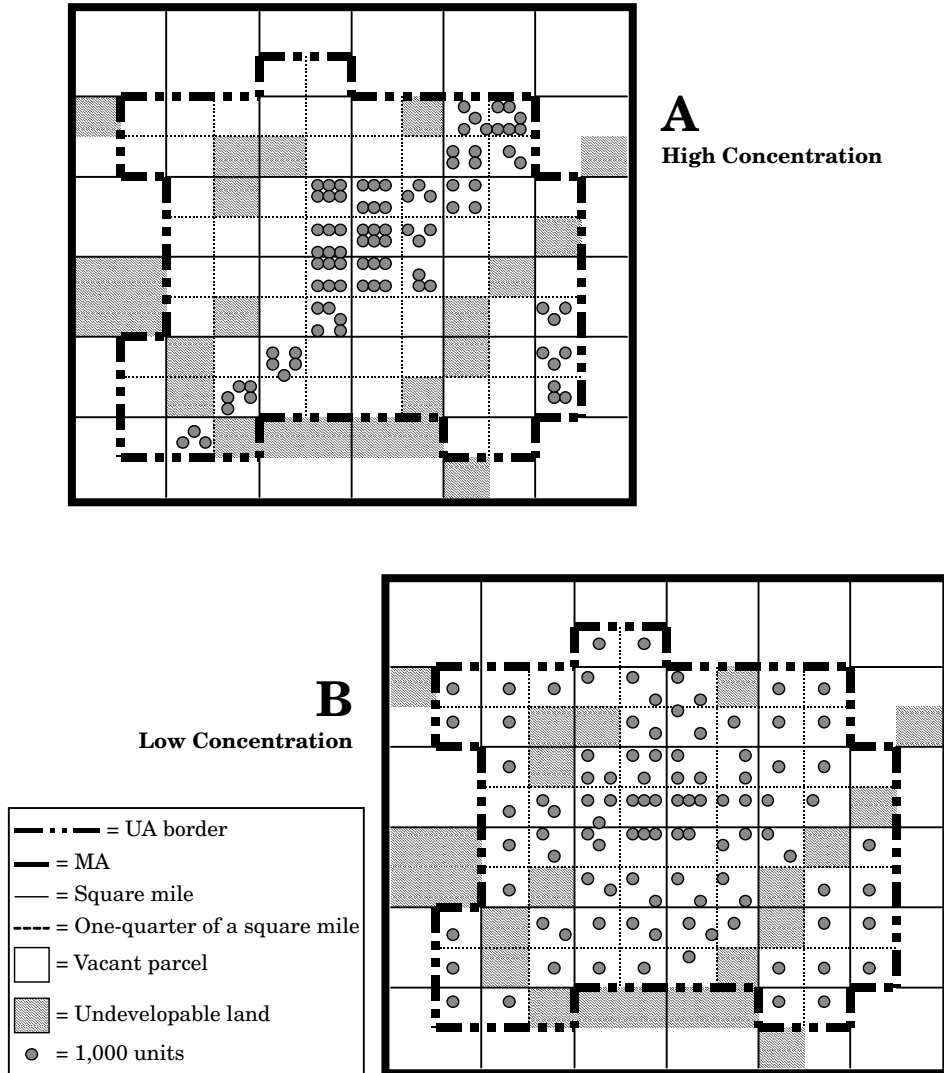 A
High Concentration
B
Low Concentration
= UA border
= MA
= Square mile
= One-quarter of a square mile
= Vacant parcel
= Undevelopable land
= 1,000 units